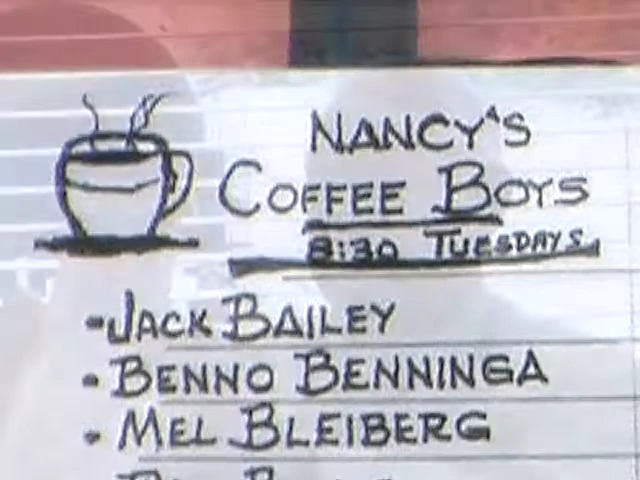 NANCY'S
COFFEE BOYS
8:30 TUESDAYS
• JACK BAILEY
• BENNO BENNINGA
• MEL BLEIBERG